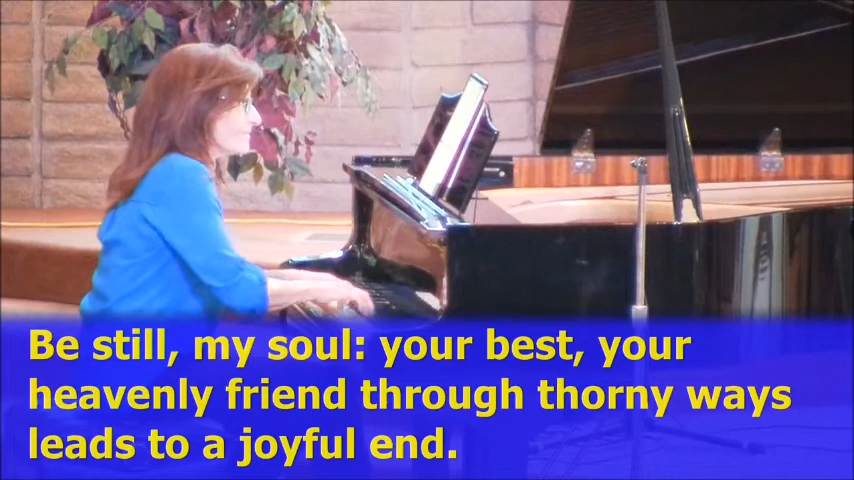 Be still, my soul: your best, your
heavenly friend through thorny ways
leads to a joyful end.